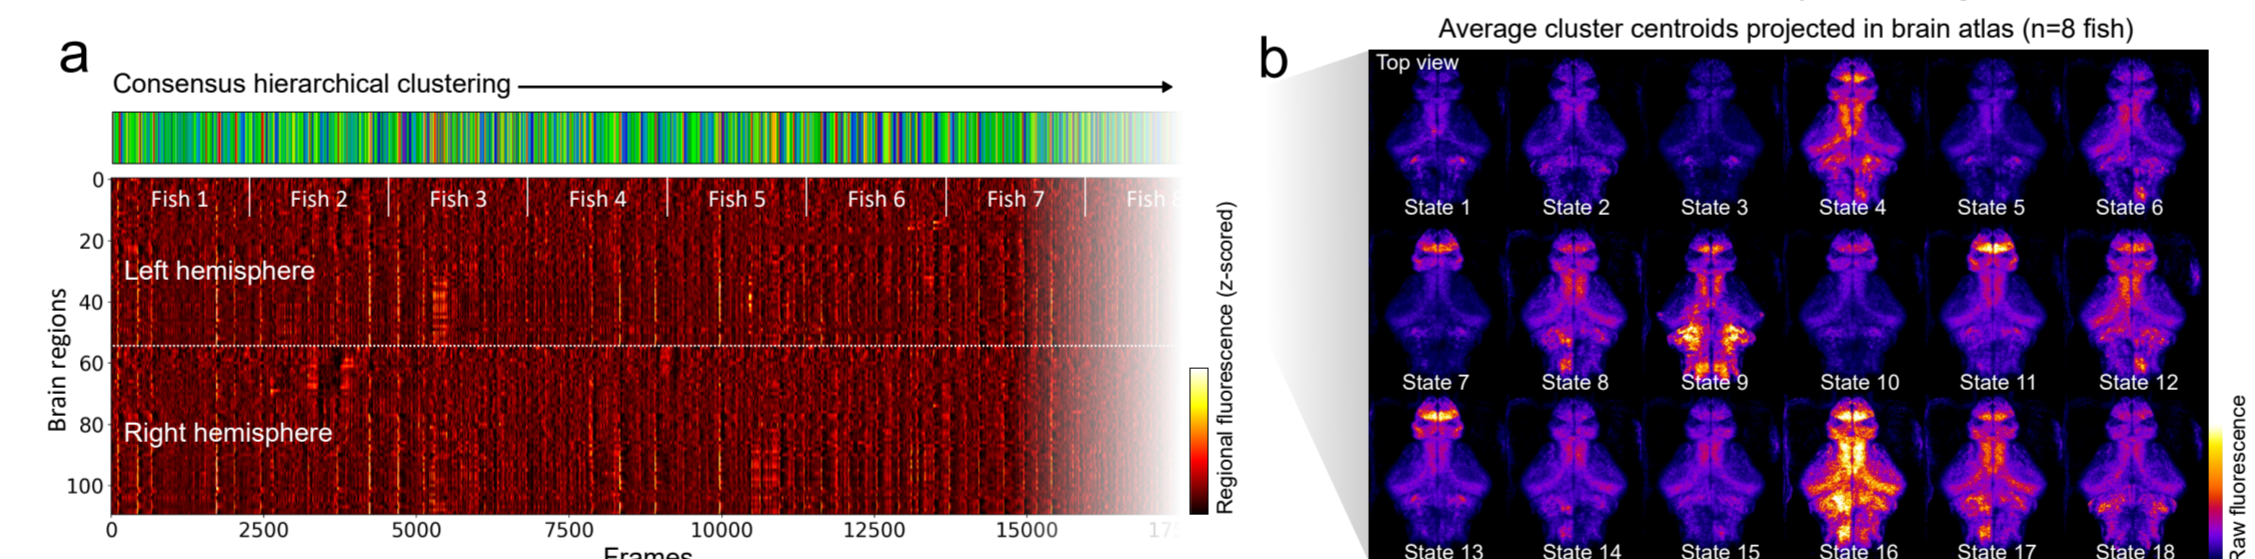 a
Consensus hierarchical clustering
0
20
40
60
80
100
Brain regions
Fish 1
Fish 2
Fish 3
Fish 4
Fish 5
Fish 6
Fish 7
Fish 8
Left hemisphere
Right hemisphere
0
2500
5000
7500
10000
12500
15000
Frames
Regional fluorescence (z-scored)
b
Average cluster centroids projected in brain atlas (n=8 fish)
Top view
State 1
State 2
State 3
State 4
State 5
State 6
State 7
State 8
State 9
State 10
State 11
State 12
State 13
State 14
State 15
State 16
State 17
State 18
Raw fluorescence